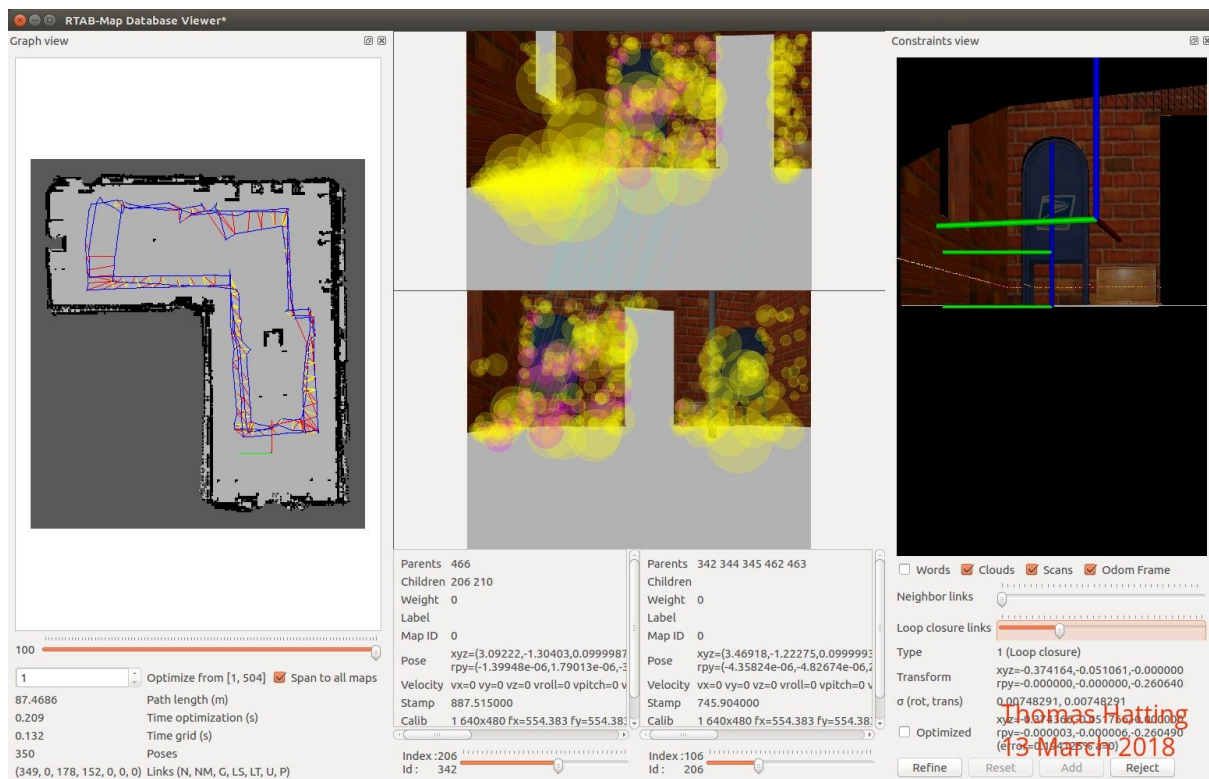 RTAB-Map Database Viewer*
Graph view
100
1
Optimize from [1, 504]
Span to all maps
87.4686 Path length (m)
0.209 Time optimization (s)
0.132 Time grid (s)
350 Poses
(349, 0, 178, 152, 0, 0, 0) Links (N, NM, G, LS, LT, U, P)
Parents 466
Children 206 210
Weight 0
Label
Map ID 0
Pose xyz=(3.09222,-1.30403,0.0999987
rpy=(-1.39948e-06,1.79013e-06,-3
Velocity vx=0 vy=0 vz=0 vroll=0 vpitch=0 v
Stamp 887.515000
Calib 1 640x480 fx=554.383 fy=554.383
Index:206
Id: 342
Parents 342 344 345 462 463
Children
Weight 0
Label
Map ID 0
Pose xyz=(3.46918,-1.22275,0.0999993
rpy=(-4.35824e-06,-4.82674e-06,2
Velocity vx=0 vy=0 vz=0 vroll=0 vpitch=0 v
Stamp 745.904000
Calib 1 640x480 fx=554.383 fy=554.383
Index:106
Id: 206
Constraints view
Words Clouds Scans Odom Frame
Neighbor links
Loop closure links
Type 1 (Loop closure)
Transform xyz=-0.374164,-0.051061,-0.000000
rpy=-0.000000,-0.000000,-0.260640
σ (rot, trans) 0.00748291, 0.00748291
Optimized
rpy=-0.000003,-0.000006,-0.260490
Thomas Hatting
13 March 2018
Refine Reset Add Reject